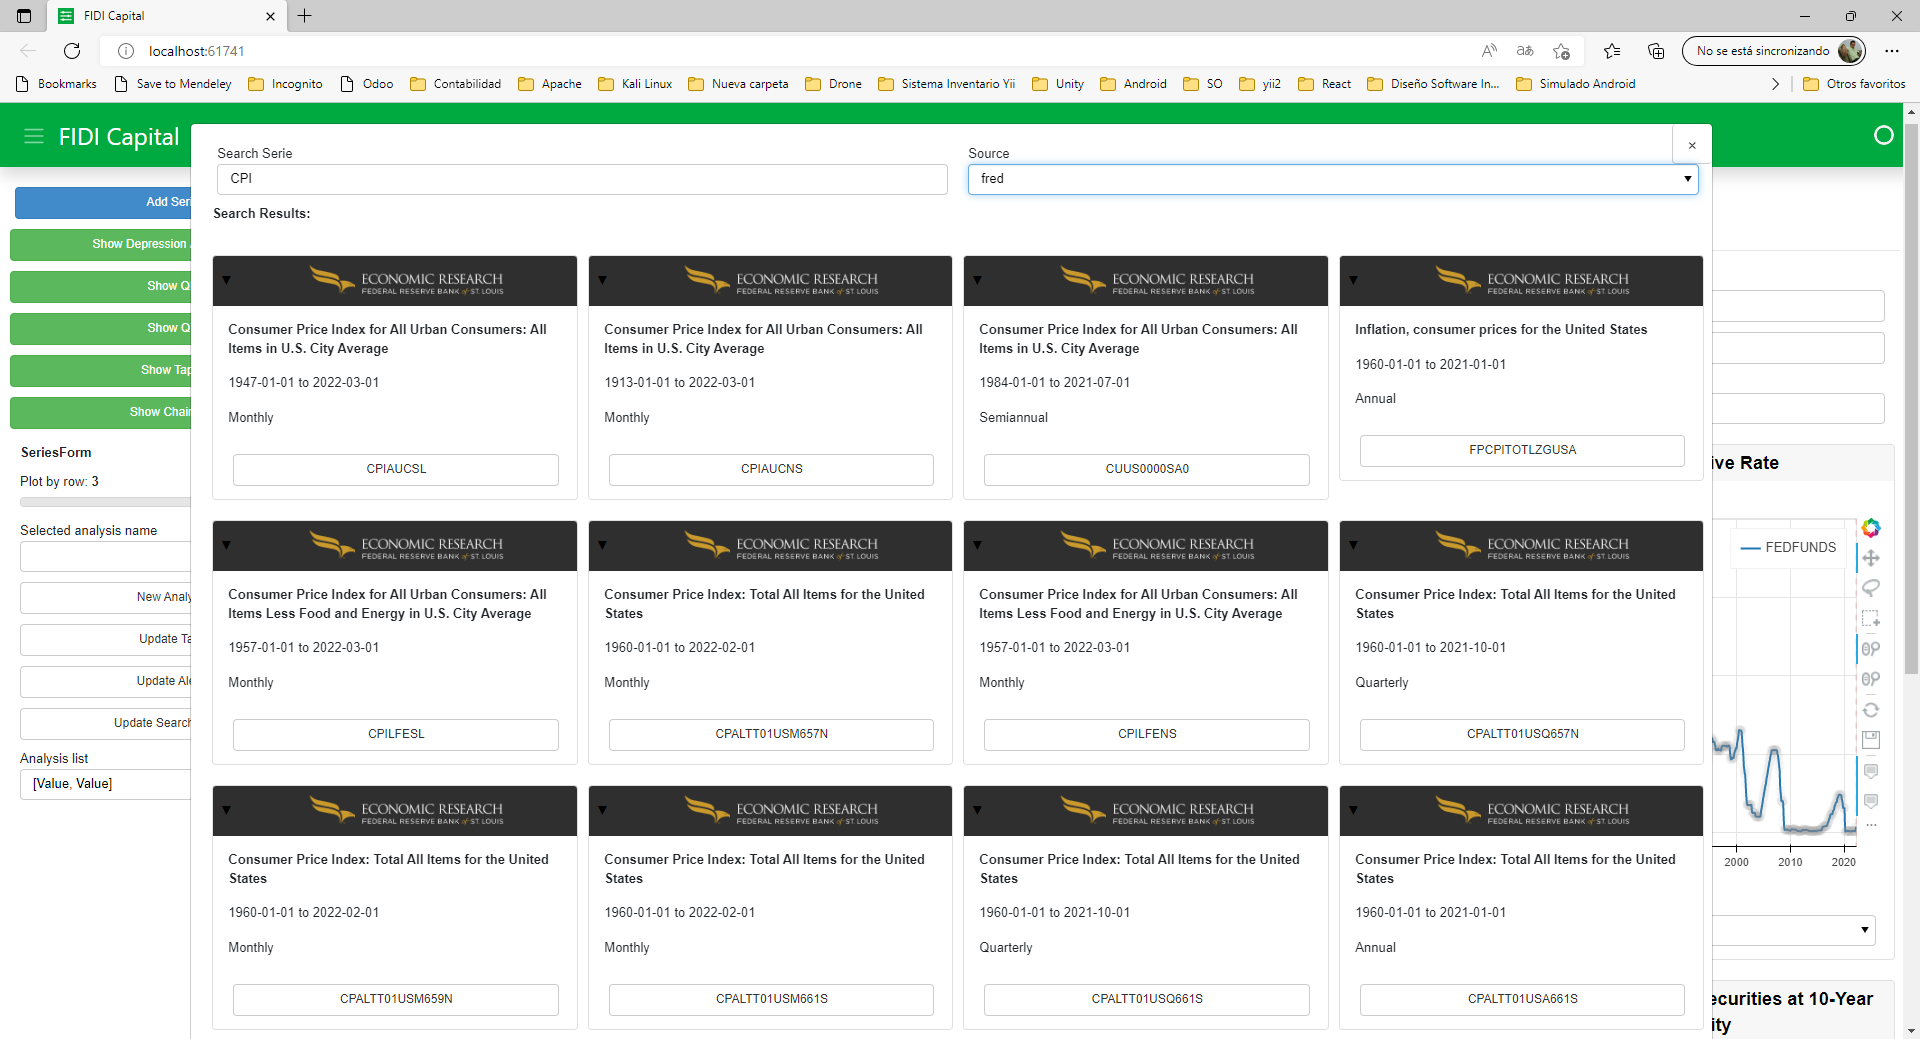 FIDI Capital
localhost:61741
No se está sincronizando
Bookmarks
Save to Mendeley
Incognito
Odoo
Contabilidad
Apache
Kali Linux
Nueva carpeta
Drone
Sistema Inventario Yii
Unity
Android
SO
yii2
React
Diseño Software In...
Simulado Android
Otros favoritos
FIDI Capital
Add Seri
Show Depression
Show Q
Show Q
Show Tap
Show Chair
SeriesForm
Plot by row: 3
Selected analysis name
New Analy
Update Ta
Update Ale
Update Search
Analysis list
[Value, Value]
Search Serie
Source
CPI
fred
Search Results:
ECONOMIC RESEARCH
FEDERAL RESERVE BANK of ST. LOUIS
Consumer Price Index for All Urban Consumers: All
Items in U.S. City Average
1947-01-01 to 2022-03-01
Monthly
CPIAUCSL
ECONOMIC RESEARCH
FEDERAL RESERVE BANK of ST. LOUIS
Consumer Price Index for All Urban Consumers: All
Items in U.S. City Average
1913-01-01 to 2022-03-01
Monthly
CPIAUCNS
ECONOMIC RESEARCH
FEDERAL RESERVE BANK of ST. LOUIS
Consumer Price Index for All Urban Consumers: All
Items in U.S. City Average
1984-01-01 to 2021-07-01
Semiannual
CUUS0000SA0
ECONOMIC RESEARCH
FEDERAL RESERVE BANK of ST. LOUIS
Inflation, consumer prices for the United States
1960-01-01 to 2021-01-01
Annual
FPCPITOTLZGUSA
ECONOMIC RESEARCH
FEDERAL RESERVE BANK of ST. LOUIS
Consumer Price Index for All Urban Consumers: All
Items Less Food and Energy in U.S. City Average
1957-01-01 to 2022-03-01
Monthly
CPILFESL
ECONOMIC RESEARCH
FEDERAL RESERVE BANK of ST. LOUIS
Consumer Price Index: Total All Items for the United
States
1960-01-01 to 2022-02-01
Monthly
CPALTT01USM657N
ECONOMIC RESEARCH
FEDERAL RESERVE BANK of ST. LOUIS
Consumer Price Index for All Urban Consumers: All
Items Less Food and Energy in U.S. City Average
1957-01-01 to 2022-03-01
Monthly
CPILFENS
ECONOMIC RESEARCH
FEDERAL RESERVE BANK of ST. LOUIS
Consumer Price Index: Total All Items for the United
States
1960-01-01 to 2021-10-01
Quarterly
CPALTT01USQ657N
ECONOMIC RESEARCH
FEDERAL RESERVE BANK of ST. LOUIS
Consumer Price Index: Total All Items for the United
States
1960-01-01 to 2022-02-01
Monthly
CPALTT01USM659N
ECONOMIC RESEARCH
FEDERAL RESERVE BANK of ST. LOUIS
Consumer Price Index: Total All Items for the United
States
1960-01-01 to 2022-02-01
Monthly
CPALTT01USM661S
ECONOMIC RESEARCH
FEDERAL RESERVE BANK of ST. LOUIS
Consumer Price Index: Total All Items for the United
States
1960-01-01 to 2021-10-01
Quarterly
CPALTT01USQ661S
ECONOMIC RESEARCH
FEDERAL RESERVE BANK of ST. LOUIS
Consumer Price Index: Total All Items for the United
States
1960-01-01 to 2021-01-01
Annual
CPALTT01USA661S
ive Rate
FEDFUNDS
2000
2010
2020
ecurities at 10-Year
ity